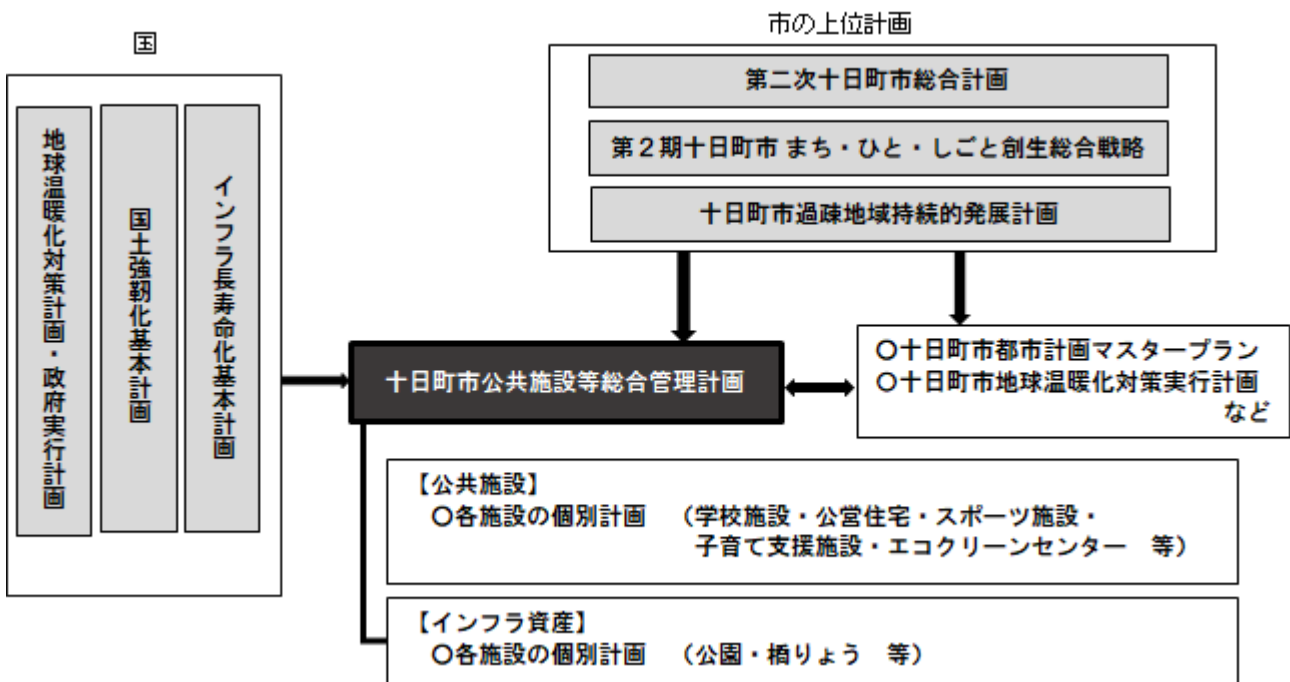 国
地球温暖化対策計画・政府実行計画
国土強靭化基本計画
インフラ長寿命化基本計画
市の上位計画
第二次十日町市総合計画
第２期十日町市 まち・ひと・しごと創生総合戦略
十日町市過疎地域持続的発展計画
十日町市公共施設等総合管理計画
〇十日町市都市計画マスタープラン
〇十日町市地球温暖化対策実行計画
など
【公共施設】
〇各施設の個別計画　（学校施設・公営住宅・スポーツ施設・
子育て支援施設・エコクリーンセンター　等）
【インフラ資産】
〇各施設の個別計画　（公園・橋りょう　等）